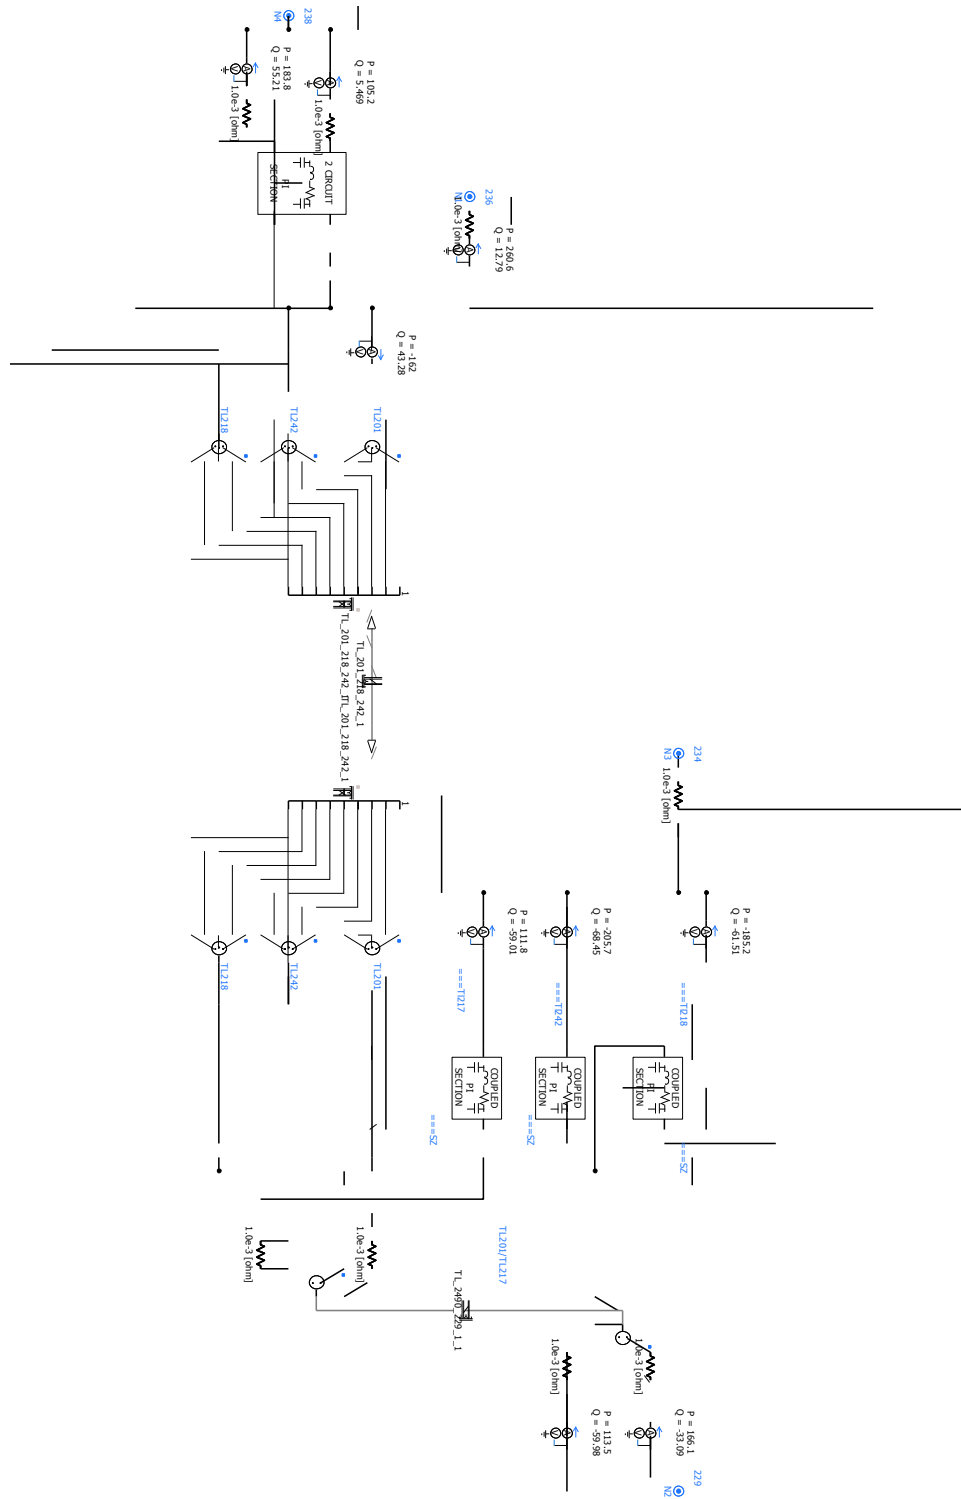 238
N4
P = 183.8
Q = 55.21
P = 105.2
Q = 5.469
1.0e-3 [ohm]
1.0e-3 [ohm]
2 CIRCUIT
PI
SECTION
236
N1
1.0e-3 [ohm]
P = 260.6
Q = 12.79
P = -162
Q = 43.28
TL218
TL242
TL201
1
TL_201_218_242_1
TL_201_218_242_1
TL_201_218_242_1
1
234
N3
1.0e-3 [ohm]
P = 111.8
Q = -59.01
P = -205.7
Q = -68.45
P = -185.2
Q = -61.51
TL218
TL242
TL201
===Tl217
===Tl242
===Tl218
COUPLED
PI
SECTION
COUPLED
PI
SECTION
COUPLED
PI
SECTION
===SZ
===SZ
===SZ
1.0e-3 [ohm]
1.0e-3 [ohm]
TL201/TL217
TL_2490_229_1_1
1.0e-3 [ohm]
1.0e-3 [ohm]
P = 113.5
Q = -59.98
P = 166.1
Q = -33.09
229
N2